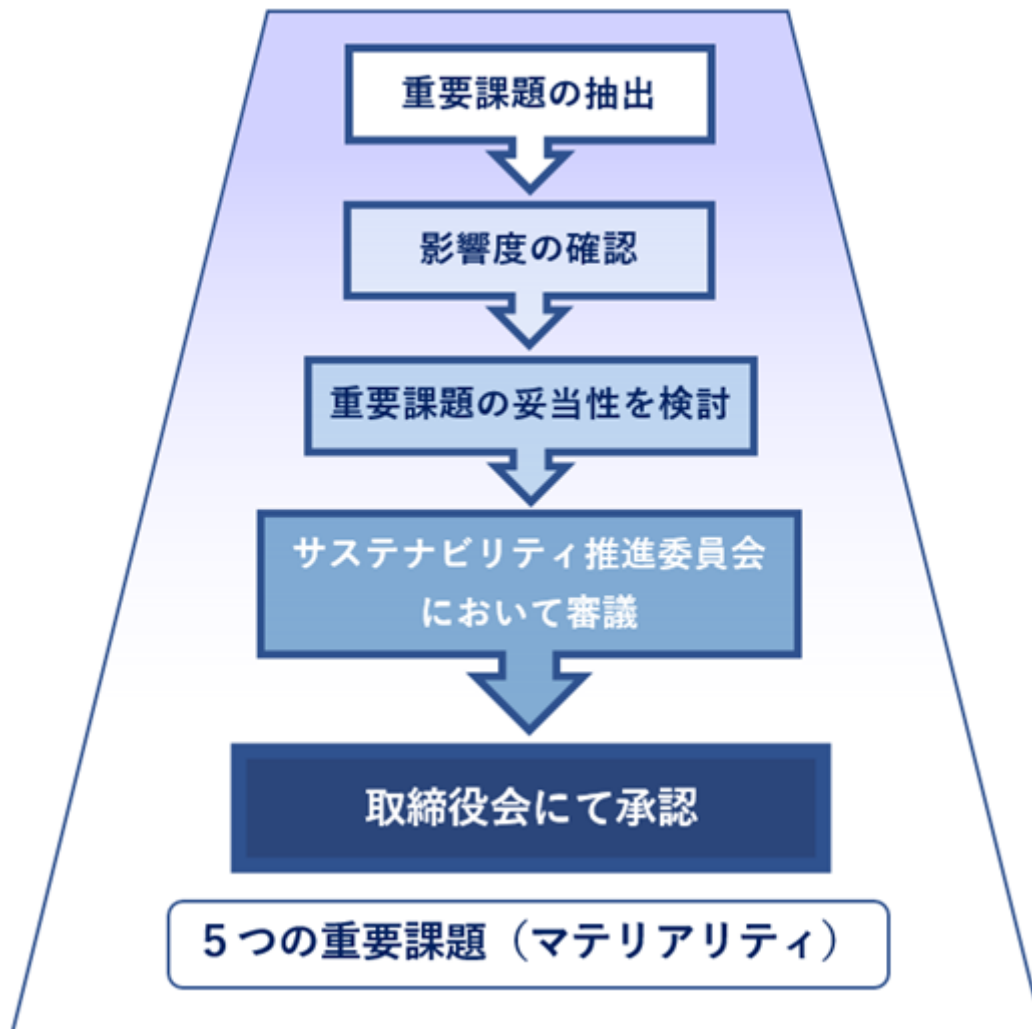 重要課題の抽出
影響度の確認
重要課題の妥当性を検討
サステナビリティ推進委員会
において審議
取締役会にて承認
5つの重要課題（マテリアリティ）